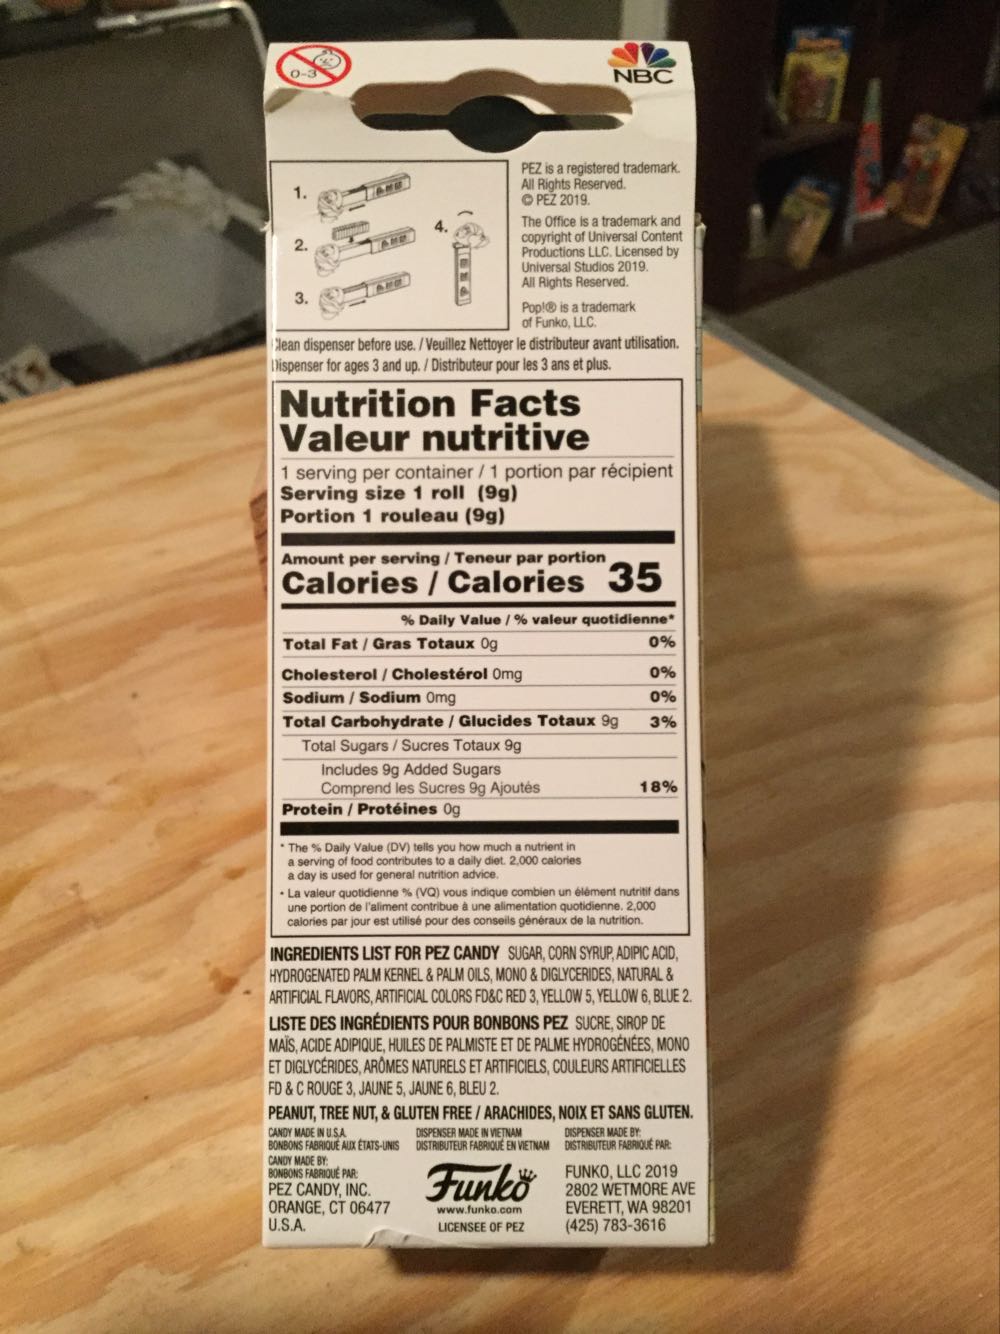 0-3
NBC
1.
2.
3.
4.
PEZ is a registered trademark.
All Rights Reserved.
© PEZ 2019.
The Office is a trademark and
copyright of Universal Content
Productions LLC. Licensed by
Universal Studios 2019.
All Rights Reserved.
Pop!® is a trademark
of Funko, LLC.
Clean dispenser before use. / Veuillez Nettoyer le distributeur avant utilisation.
Dispenser for ages 3 and up. / Distributeur pour les 3 ans et plus.
Nutrition Facts
Valeur nutritive
1 serving per container / 1 portion par récipient
Serving size 1 roll (9g)
Portion 1 rouleau (9g)
Amount per serving / Teneur par portion
Calories / Calories 35
% Daily Value / % valeur quotidienne*
Total Fat / Gras Totaux 0g 0%
Cholesterol / Cholestérol 0mg 0%
Sodium / Sodium 0mg 0%
Total Carbohydrate / Glucides Totaux 9g 3%
Total Sugars / Sucres Totaux 9g
Includes 9g Added Sugars
Comprend les Sucres 9g Ajoutés 18%
Protein / Protéines 0g
* The % Daily Value (DV) tells you how much a nutrient in
a serving of food contributes to a daily diet. 2,000 calories
a day is used for general nutrition advice.
• La valeur quotidienne % (VQ) vous indique combien un élément nutritif dans
une portion de l'aliment contribue à une alimentation quotidienne. 2,000
calories par jour est utilisé pour des conseils généraux de la nutrition.
INGREDIENTS LIST FOR PEZ CANDY SUGAR, CORN SYRUP, ADIPIC ACID,
HYDROGENATED PALM KERNEL & PALM OILS, MONO & DIGLYCERIDES, NATURAL &
ARTIFICIAL FLAVORS, ARTIFICIAL COLORS FD&C RED 3, YELLOW 5, YELLOW 6, BLUE 2.
LISTE DES INGRÉDIENTS POUR BONBONS PEZ SUCRE, SIROP DE
MAÏS, ACIDE ADIPIQUE, HUILES DE PALMISTE ET DE PALME HYDROGÉNÉES, MONO
ET DIGLYCÉRIDES, ARÔMES NATURELS ET ARTIFICIELS, COULEURS ARTIFICIELLES
FD & C ROUGE 3, JAUNE 5, JAUNE 6, BLEU 2.
PEANUT, TREE NUT, & GLUTEN FREE / ARACHIDES, NOIX ET SANS GLUTEN.
CANDY MADE IN U.S.A.
BONBONS FABRIQUÉ AUX ÉTATS-UNIS
CANDY MADE BY:
BONBONS FABRIQUÉ PAR:
PEZ CANDY, INC.
ORANGE, CT 06477
U.S.A.
DISPENSER MADE IN VIETNAM
DISTRIBUTEUR FABRIQUÉ EN VIETNAM
Funko
www.funko.com
LICENSEE OF PEZ
DISPENSER MADE BY:
DISTRIBUTEUR FABRIQUÉ PAR:
FUNKO, LLC 2019
2802 WETMORE AVE
EVERETT, WA 98201
(425) 783-3616